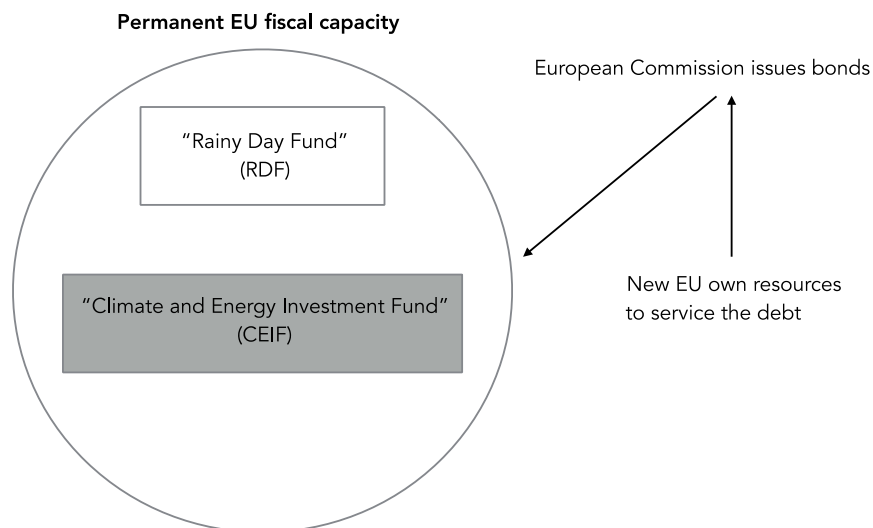 Permanent EU fiscal capacity
European Commission issues bonds
“Rainy Day Fund”
(RDF)
“Climate and Energy Investment Fund”
(CEIF)
New EU own resources
to service the debt